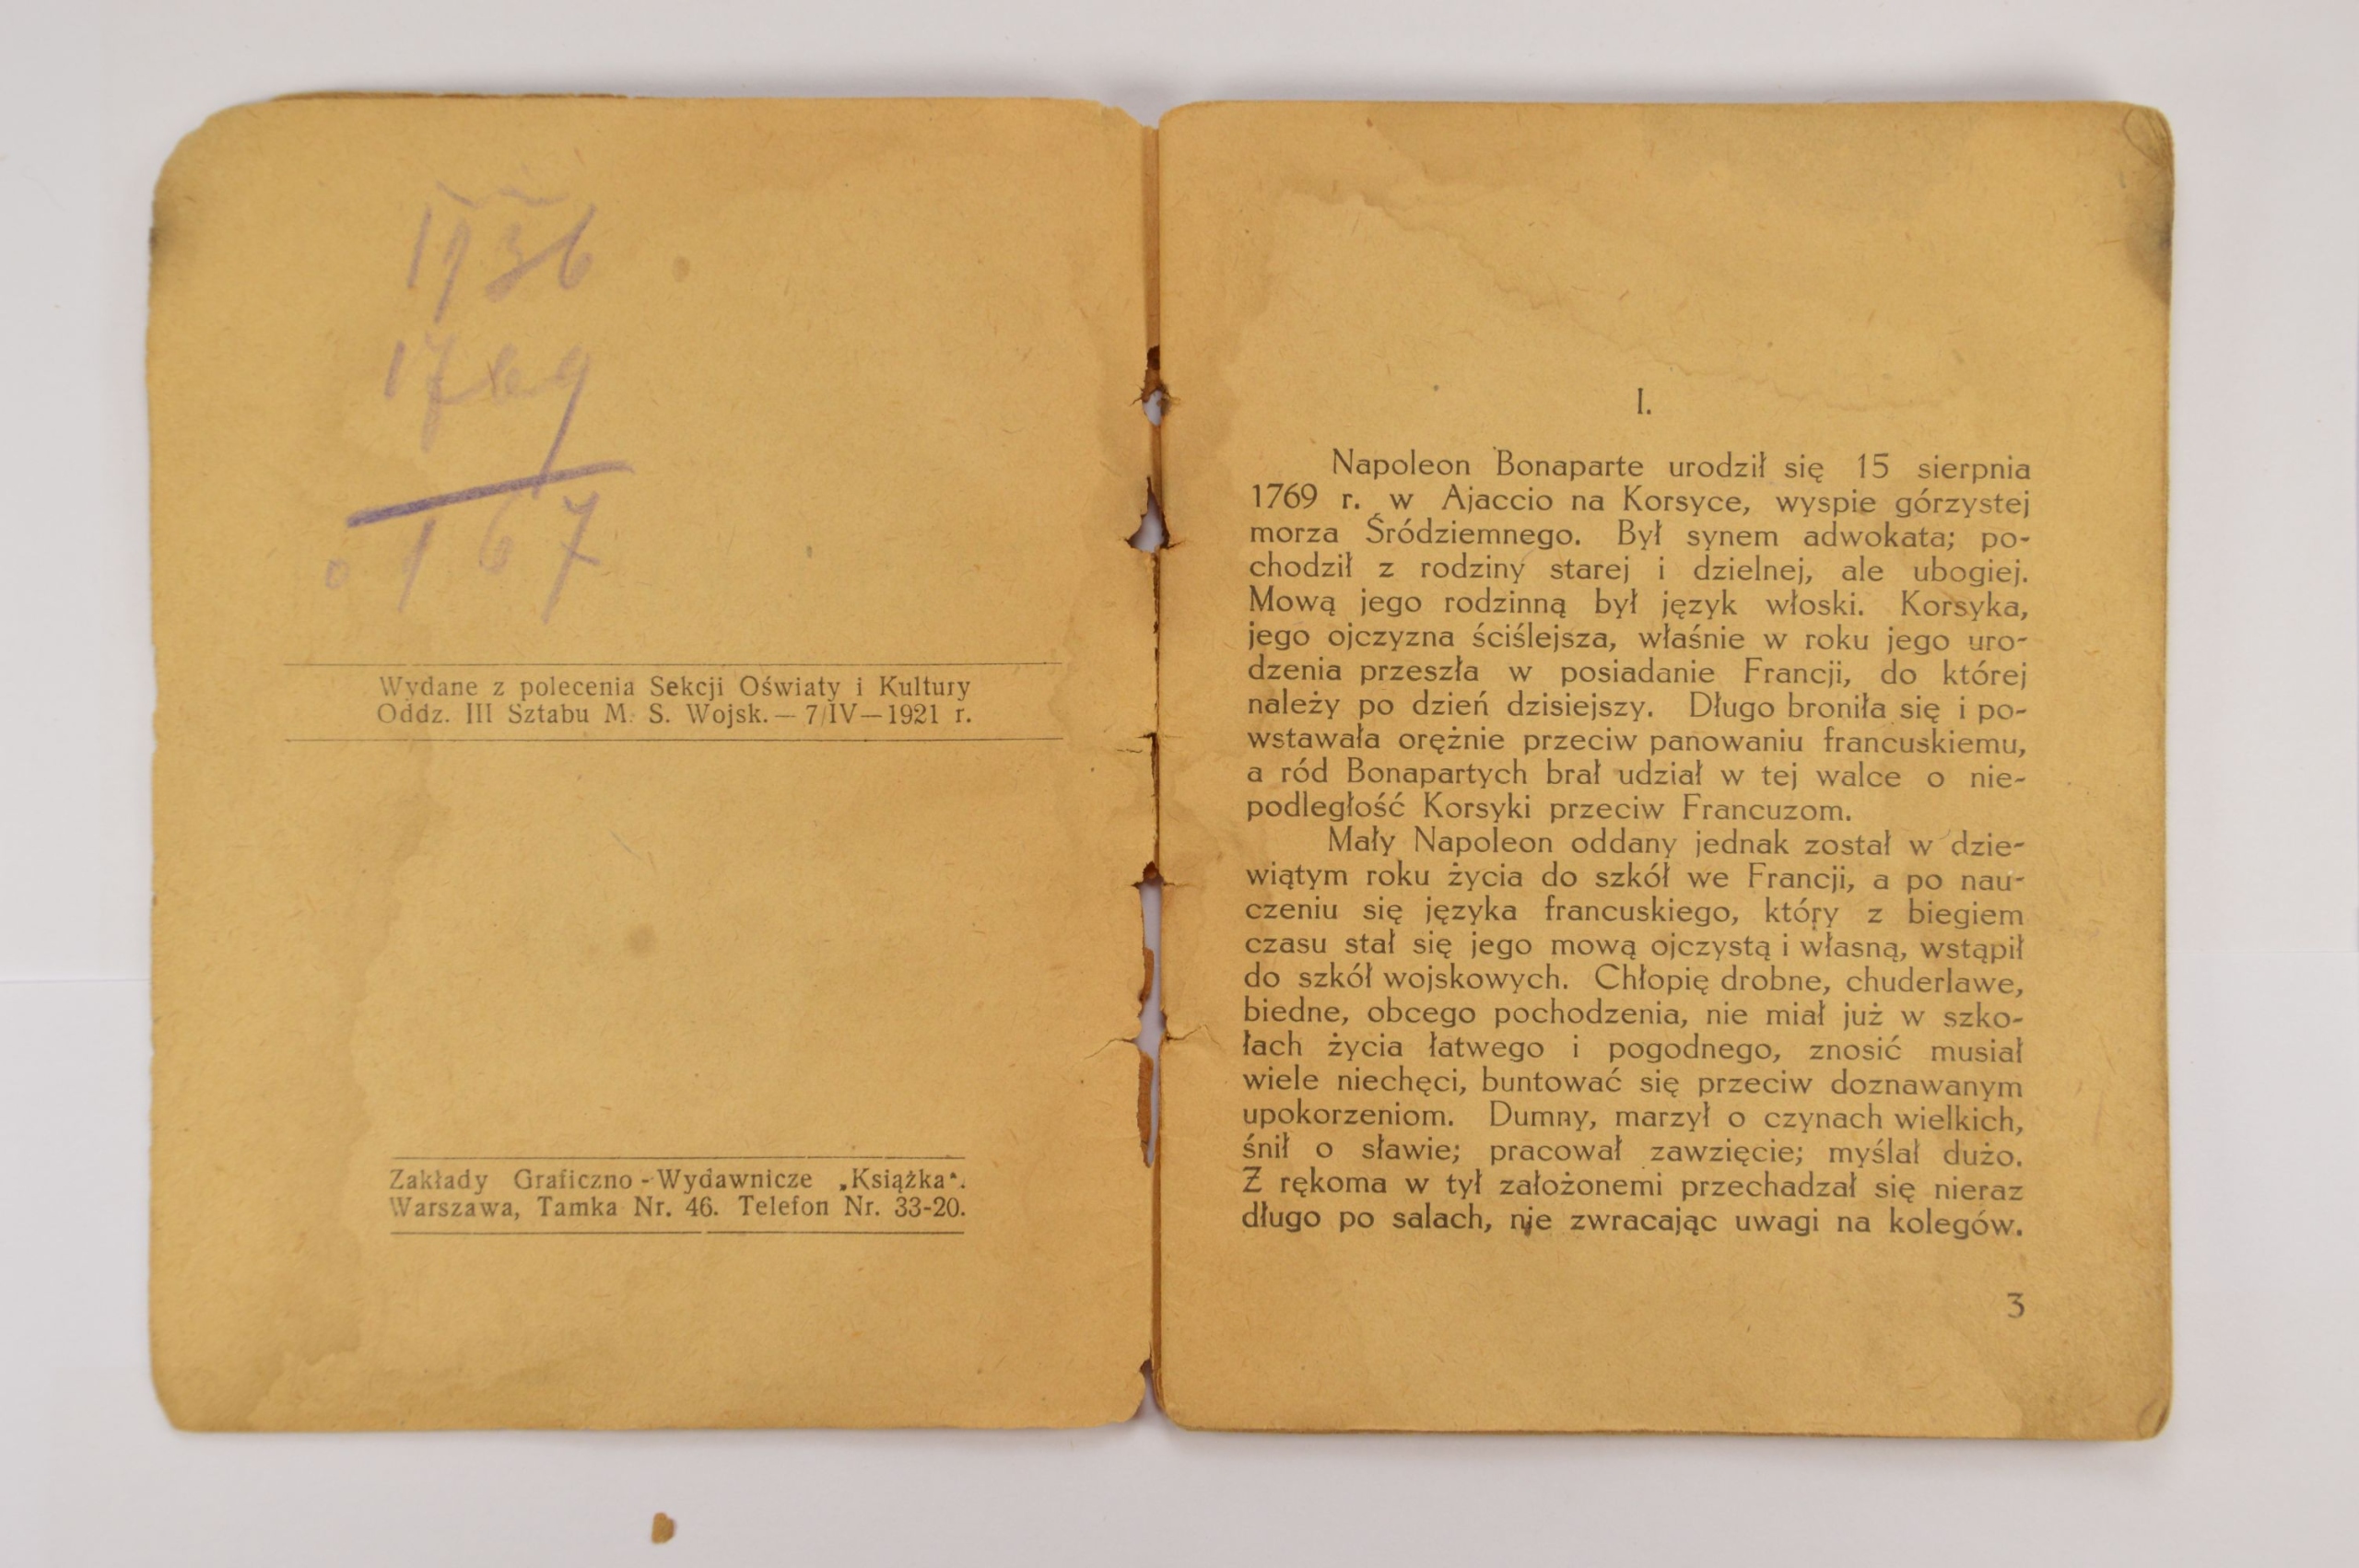 1936
1769
0167
Wydane z polecenia Sekcji Oświaty i Kultury
Oddz. III Sztabu M. S. Wojsk. — 7/IV—1921 r.
Zakłady Graficzno-Wydawnicze „Książka".
Warszawa, Tamka Nr. 46. Telefon Nr. 33-20.
I.
Napoleon Bonaparte urodził się 15 sierpnia
1769 r. w Ajaccio na Korsyce, wyspie górzystej
morza Śródziemnego. Był synem adwokata; po-
chodził z rodziny starej i dzielnej, ale ubogiej.
Mową jego rodzinną był język włoski. Korsyka,
jego ojczyzna ściślejsza, właśnie w roku jego uro-
dzenia przeszła w posiadanie Francji, do której
należy po dzień dzisiejszy. Długo broniła się i po-
wstawała orężnie przeciw panowaniu francuskiemu,
a ród Bonapartych brał udział w tej walce o nie-
podległość Korsyki przeciw Francuzom.
Mały Napoleon oddany jednak został w dzie-
wiątym roku życia do szkół we Francji, a po nau-
czeniu się języka francuskiego, który z biegiem
czasu stał się jego mową ojczystą i własną, wstąpił
do szkół wojskowych. Chłopię drobne, chuderlawe,
biedne, obcego pochodzenia, nie miał już w szko-
łach życia łatwego i pogodnego, znosić musiał
wiele niechęci, buntować się przeciw doznawanym
upokorzeniom. Dumny, marzył o czynach wielkich,
śnił o sławie; pracował zawzięcie; myślał dużo.
Z rękoma w tył założonemi przechadzał się nieraz
długo po salach, nie zwracając uwagi na kolegów.
3